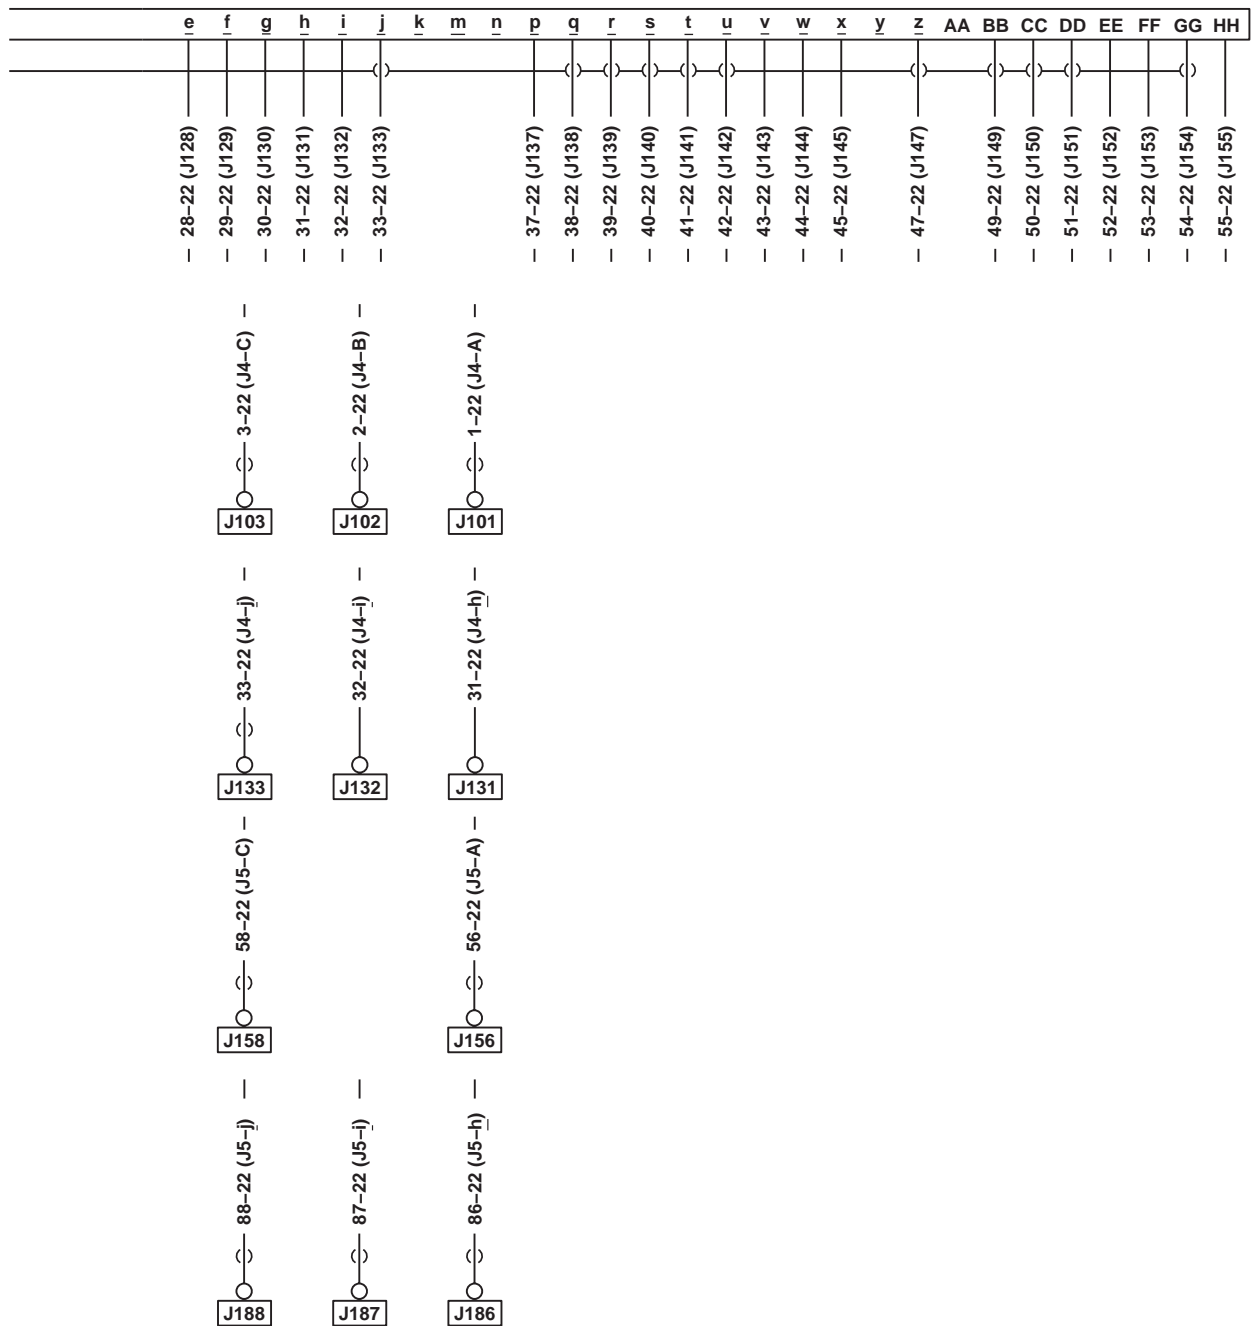 e f g h i j k m n p q r s t u v w x y z AA BB CC DD EE FF GG HH
28–22 (J128)
29–22 (J129)
30–22 (J130)
31–22 (J131)
32–22 (J132)
33–22 (J133)
37–22 (J137)
38–22 (J138)
39–22 (J139)
40–22 (J140)
41–22 (J141)
42–22 (J142)
43–22 (J143)
44–22 (J144)
45–22 (J145)
47–22 (J147)
49–22 (J149)
50–22 (J150)
51–22 (J151)
52–22 (J152)
53–22 (J153)
54–22 (J154)
55–22 (J155)
3–22 (J4–C)
2–22 (J4–B)
1–22 (J4–A)
J103
J102
J101
33–22 (J4–j)
32–22 (J4–i)
31–22 (J4–h)
J133
J132
J131
58–22 (J5–C)
56–22 (J5–A)
J158
J156
88–22 (J5–j)
87–22 (J5–i)
86–22 (J5–h)
J188
J187
J186